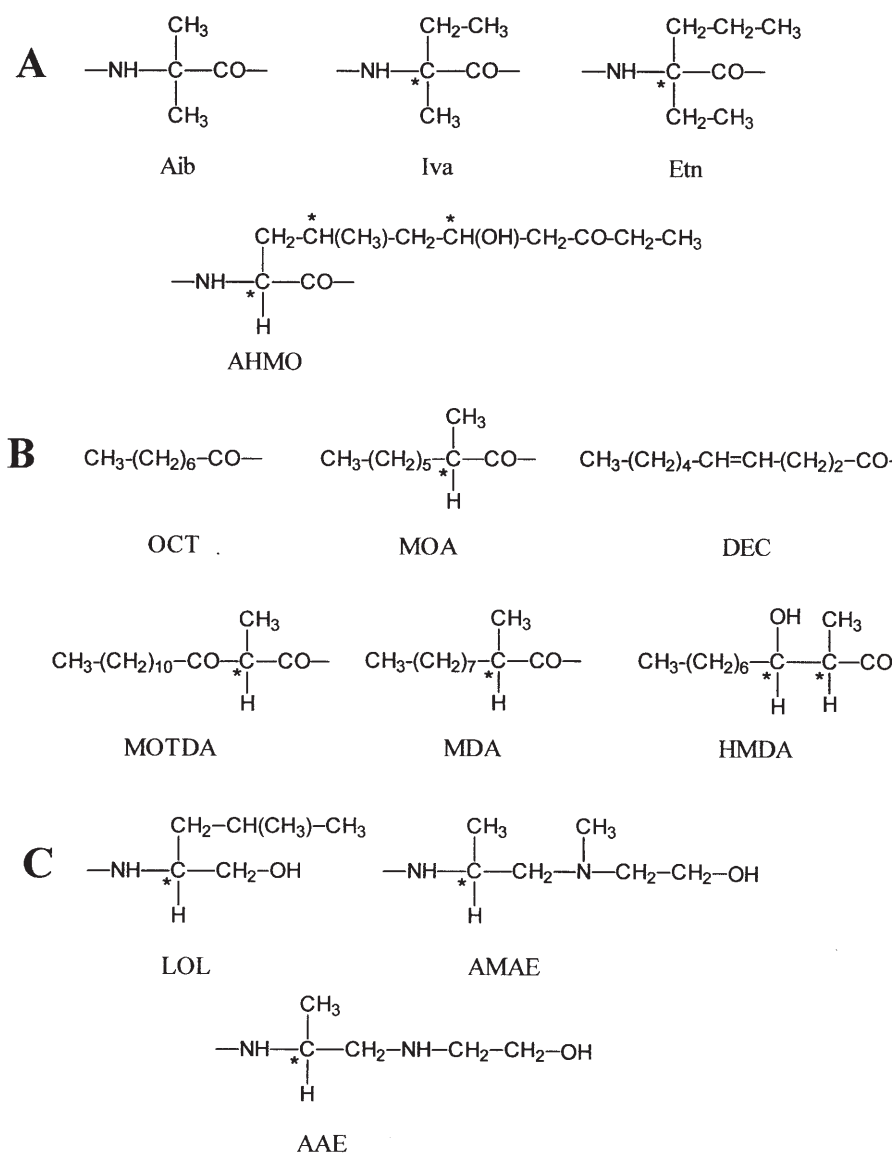 A
CH3 CH2-CH3 CH2-CH2-CH3
—NH—C—CO— —NH—C—CO— —NH—C—CO—
* *
CH3 CH3 CH2-CH3
Aib Iva Etn
* *
CH2-CH(CH3)-CH2-CH(OH)-CH2-CO-CH2-CH3
—NH—C—CO—
*
H
AHMO
B
CH3
CH3-(CH2)6-CO— CH3-(CH2)5-C—CO— CH3-(CH2)4-CH=CH-(CH2)2-CO-
*
H
OCT . MOA DEC
CH3 CH3 OH CH3
CH3-(CH2)10-CO-C—CO— CH3-(CH2)7-C—CO— CH3-(CH2)6-C—C—CO
* * * *
H H H H
MOTDA MDA HMDA
C
CH2-CH(CH3)-CH3 CH3 CH3
—NH—C—CH2-OH —NH—C—CH2-N—CH2-CH2-OH
* *
H H
LOL AMAE
CH3
—NH—C—CH2-NH—CH2-CH2-OH
*
H
AAE